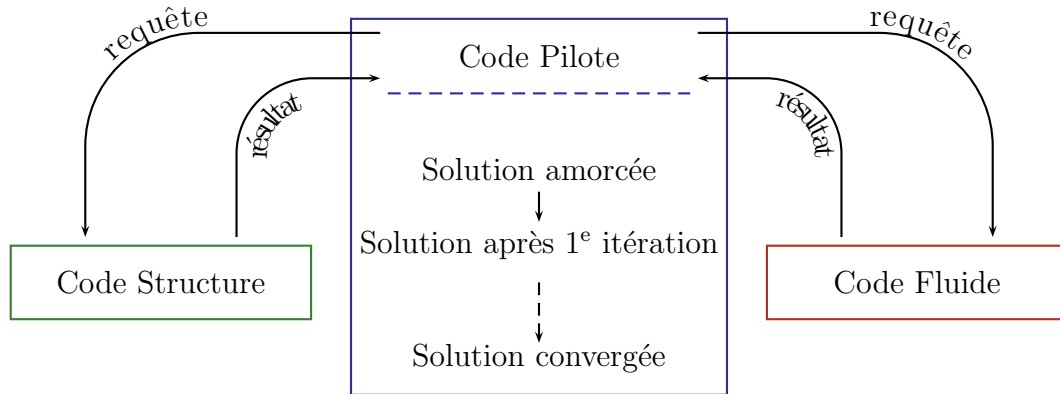 requête
requête
Code Pilote
résultat
résultat
Solution amorcée
Solution après 1ᵉ itération
Code Structure
Code Fluide
Solution convergée